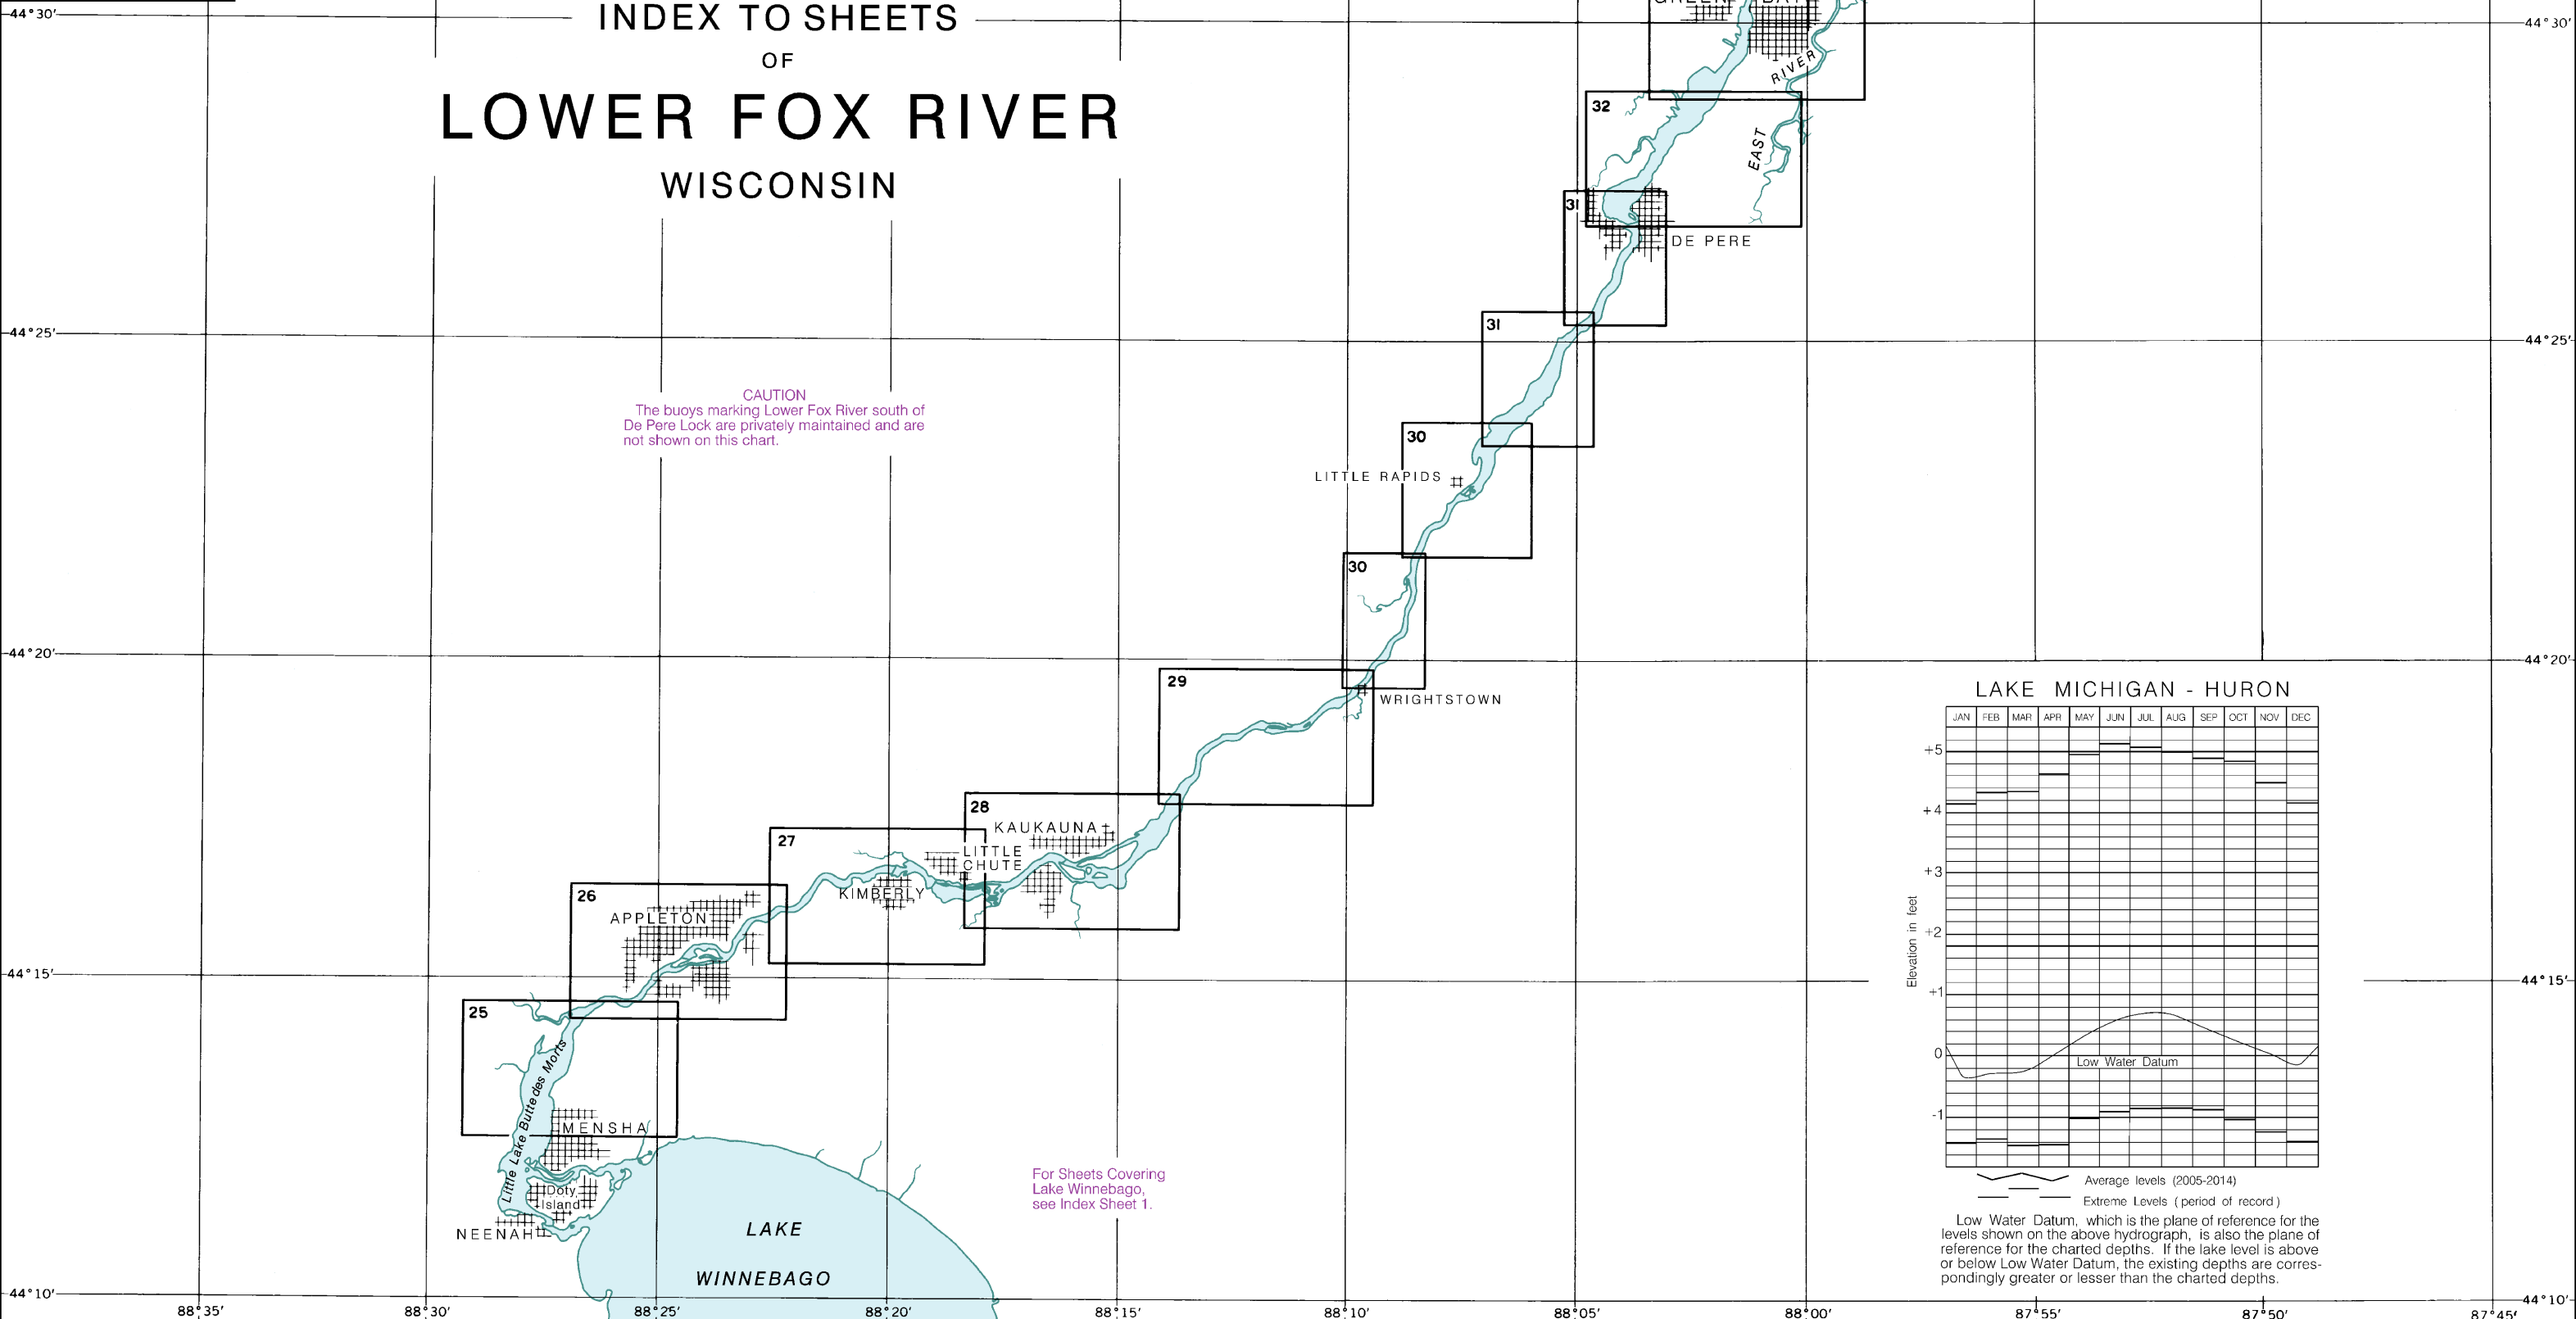 44°30'
INDEX TO SHEETS
OF
LOWER FOX RIVER
WISCONSIN
GREEN BAY
44°30'
RIVER
EAST
32
31
DE PERE
44°25'
31
44°25'
CAUTION
The buoys marking Lower Fox River south of
De Pere Lock are privately maintained and are
not shown on this chart.
30
LITTLE RAPIDS
30
44°20'
44°20'
29
WRIGHTSTOWN
28
KAUKAUNA
27
LITTLE
CHUTE
KIMBERLY
26
APPLETON
44°15'
44°15'
25
Little Lake Butte des Morts
MENSHA
Doty
Island
NEENAH
LAKE
WINNEBAGO
For Sheets Covering
Lake Winnebago,
see Index Sheet 1.
LAKE MICHIGAN - HURON
JAN FEB MAR APR MAY JUN JUL AUG SEP OCT NOV DEC
+5
+4
+3
+2
+1
0
-1
Elevation in feet
Low Water Datum
Average levels (2005-2014)
Extreme Levels (period of record)
Low Water Datum, which is the plane of reference for the
levels shown on the above hydrograph, is also the plane of
reference for the charted depths. If the lake level is above
or below Low Water Datum, the existing depths are corres-
pondingly greater or lesser than the charted depths.
44°10'
44°10'
88°35' 88°30' 88°25' 88°20' 88°15' 88°10' 88°05' 88°00' 87°55' 87°50' 87°45'